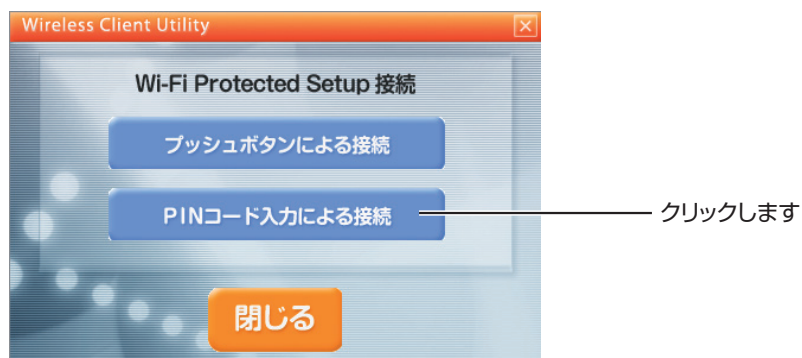 Wireless Client Utility
Wi-Fi Protected Setup 接続
プッシュボタンによる接続
PINコード入力による接続
クリックします
閉じる